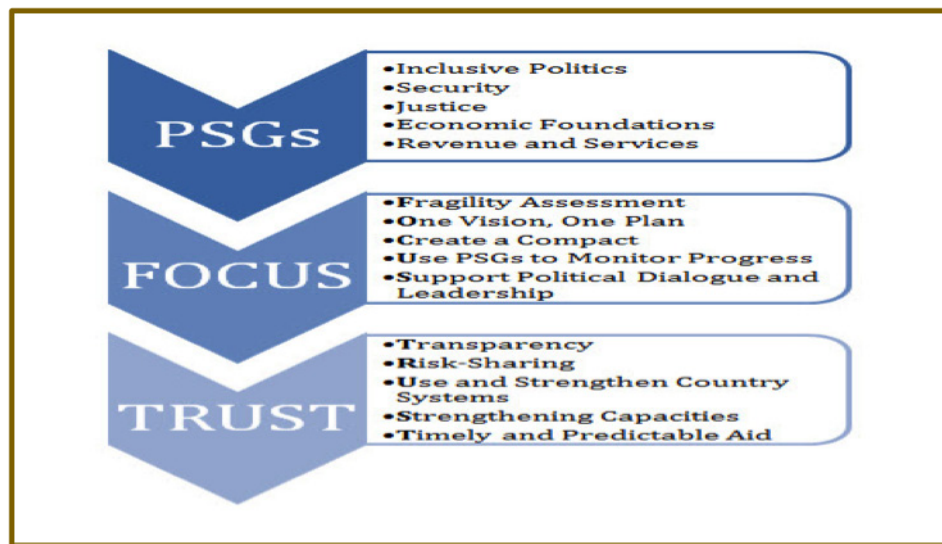 PSGs
•Inclusive Politics
•Security
•Justice
•Economic Foundations
•Revenue and Services
FOCUS
•Fragility Assessment
•One Vision, One Plan
•Create a Compact
•Use PSGs to Monitor Progress
•Support Political Dialogue and
Leadership
TRUST
•Transparency
•Risk-Sharing
•Use and Strengthen Country
Systems
•Strengthening Capacities
•Timely and Predictable Aid